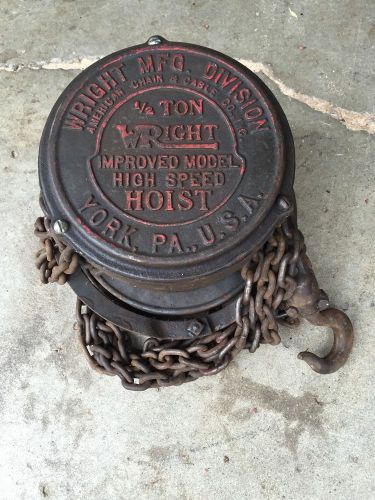 WRIGHT MFG. DIVISION
AMERICAN CHAIN & CABLE CO. INC.
1/2 TON
WRIGHT
IMPROVED MODEL
HIGH SPEED
HOIST
YORK, PA., U.S.A.